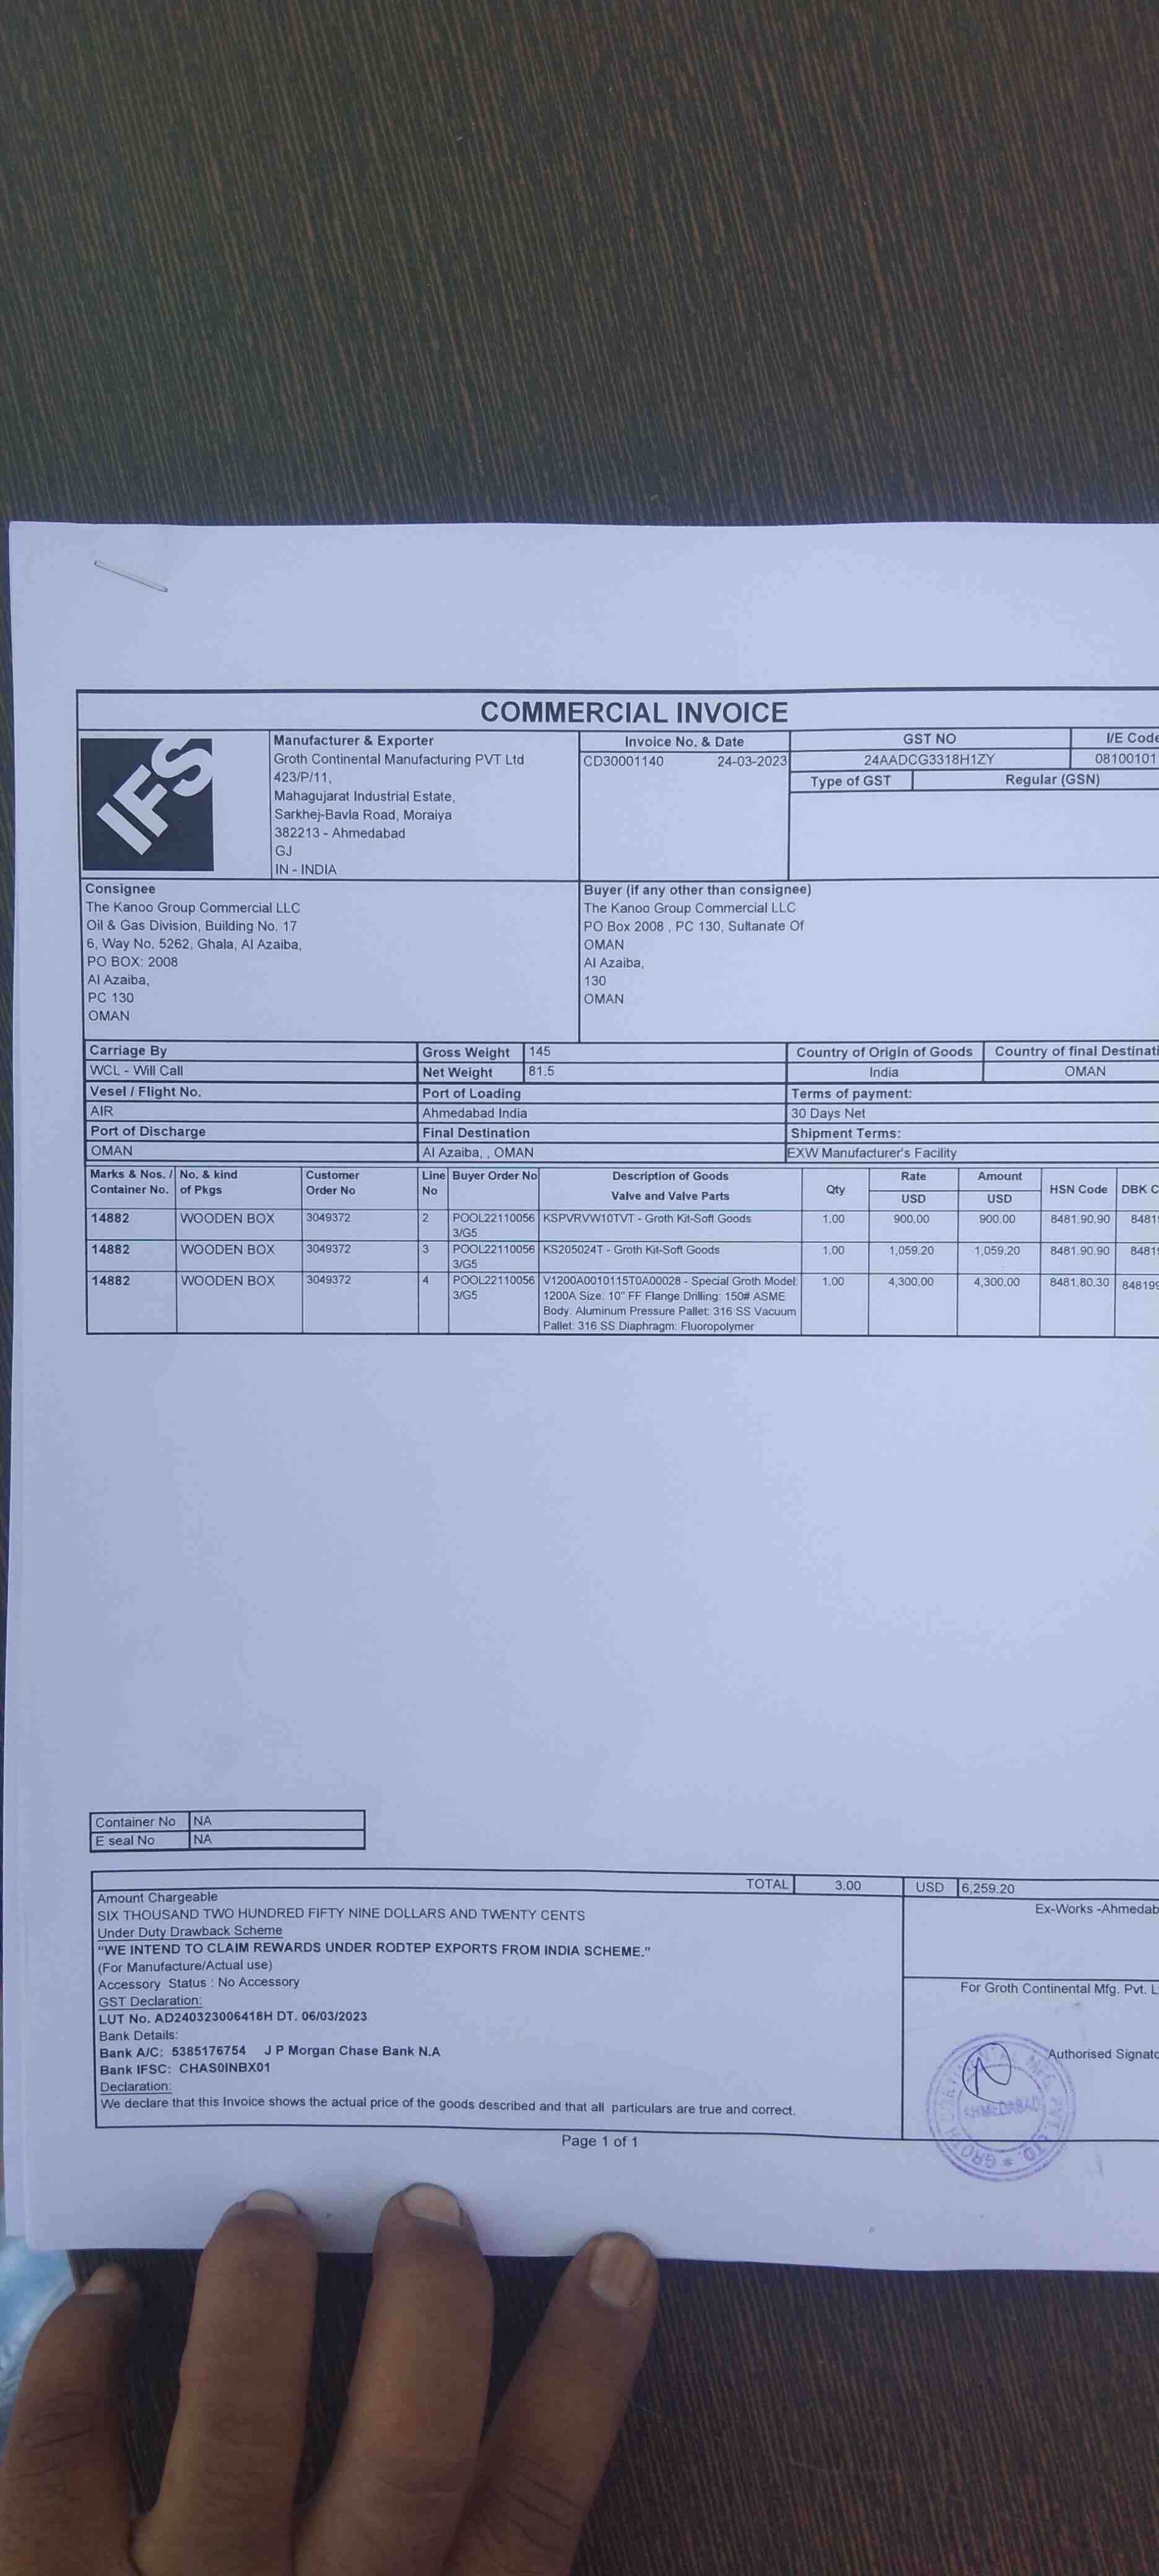 COMMERCIAL INVOICE
IFS
Manufacturer & Exporter
Groth Continental Manufacturing PVT Ltd
423/P/11,
Mahagujarat Industrial Estate,
Sarkhej-Bavla Road, Moraiya
382213 - Ahmedabad
GJ
IN - INDIA
Invoice No. & Date
CD30001140 24-03-2023
GST NO I/E Code
24AADCG3318H1ZY 08100101
Type of GST Regular (GSN)
Consignee
The Kanoo Group Commercial LLC
Oil & Gas Division, Building No. 17
6, Way No. 5262, Ghala, Al Azaiba,
PO BOX: 2008
Al Azaiba,
PC 130
OMAN
Buyer (if any other than consignee)
The Kanoo Group Commercial LLC
PO Box 2008 , PC 130, Sultanate Of
OMAN
Al Azaiba,
130
OMAN
Carriage By Gross Weight 145 Country of Origin of Goods Country of final Destinati
WCL - Will Call Net Weight 81.5 India OMAN
Vesel / Flight No. Port of Loading Terms of payment:
AIR Ahmedabad India 30 Days Net
Port of Discharge Final Destination Shipment Terms:
OMAN Al Azaiba, , OMAN EXW Manufacturer's Facility
Marks & Nos. / No. & kind Customer Line Buyer Order No Description of Goods Qty Rate Amount HSN Code DBK C
Container No. of Pkgs Order No No Valve and Valve Parts USD USD
14882 WOODEN BOX 3049372 2 POOL22110056 KSPVRVW10TVT - Groth Kit-Soft Goods 1.00 900.00 900.00 8481.90.90 8481
3/G5
14882 WOODEN BOX 3049372 3 POOL22110056 KS205024T - Groth Kit-Soft Goods 1.00 1,059.20 1,059.20 8481.90.90 8481
3/G5
14882 WOODEN BOX 3049372 4 POOL22110056 V1200A0010115T0A00028 - Special Groth Model: 1.00 4,300.00 4,300.00 8481.80.30 848199
3/G5 1200A Size: 10" FF Flange Drilling: 150# ASME
Body: Aluminum Pressure Pallet: 316 SS Vacuum
Pallet: 316 SS Diaphragm: Fluoropolymer
Container No NA
E seal No NA
TOTAL 3.00 USD 6,259.20
Amount Chargeable
SIX THOUSAND TWO HUNDRED FIFTY NINE DOLLARS AND TWENTY CENTS
Under Duty Drawback Scheme
"WE INTEND TO CLAIM REWARDS UNDER RODTEP EXPORTS FROM INDIA SCHEME."
(For Manufacture/Actual use)
Accessory Status : No Accessory
GST Declaration:
LUT No. AD240323006418H DT. 06/03/2023
Bank Details:
Bank A/C: 5385176754 J P Morgan Chase Bank N.A
Bank IFSC: CHAS0INBX01
Declaration:
We declare that this Invoice shows the actual price of the goods described and that all particulars are true and correct.
Ex-Works -Ahmedab
For Groth Continental Mfg. Pvt. L
Authorised Signato
AHMEDABAD
Page 1 of 1